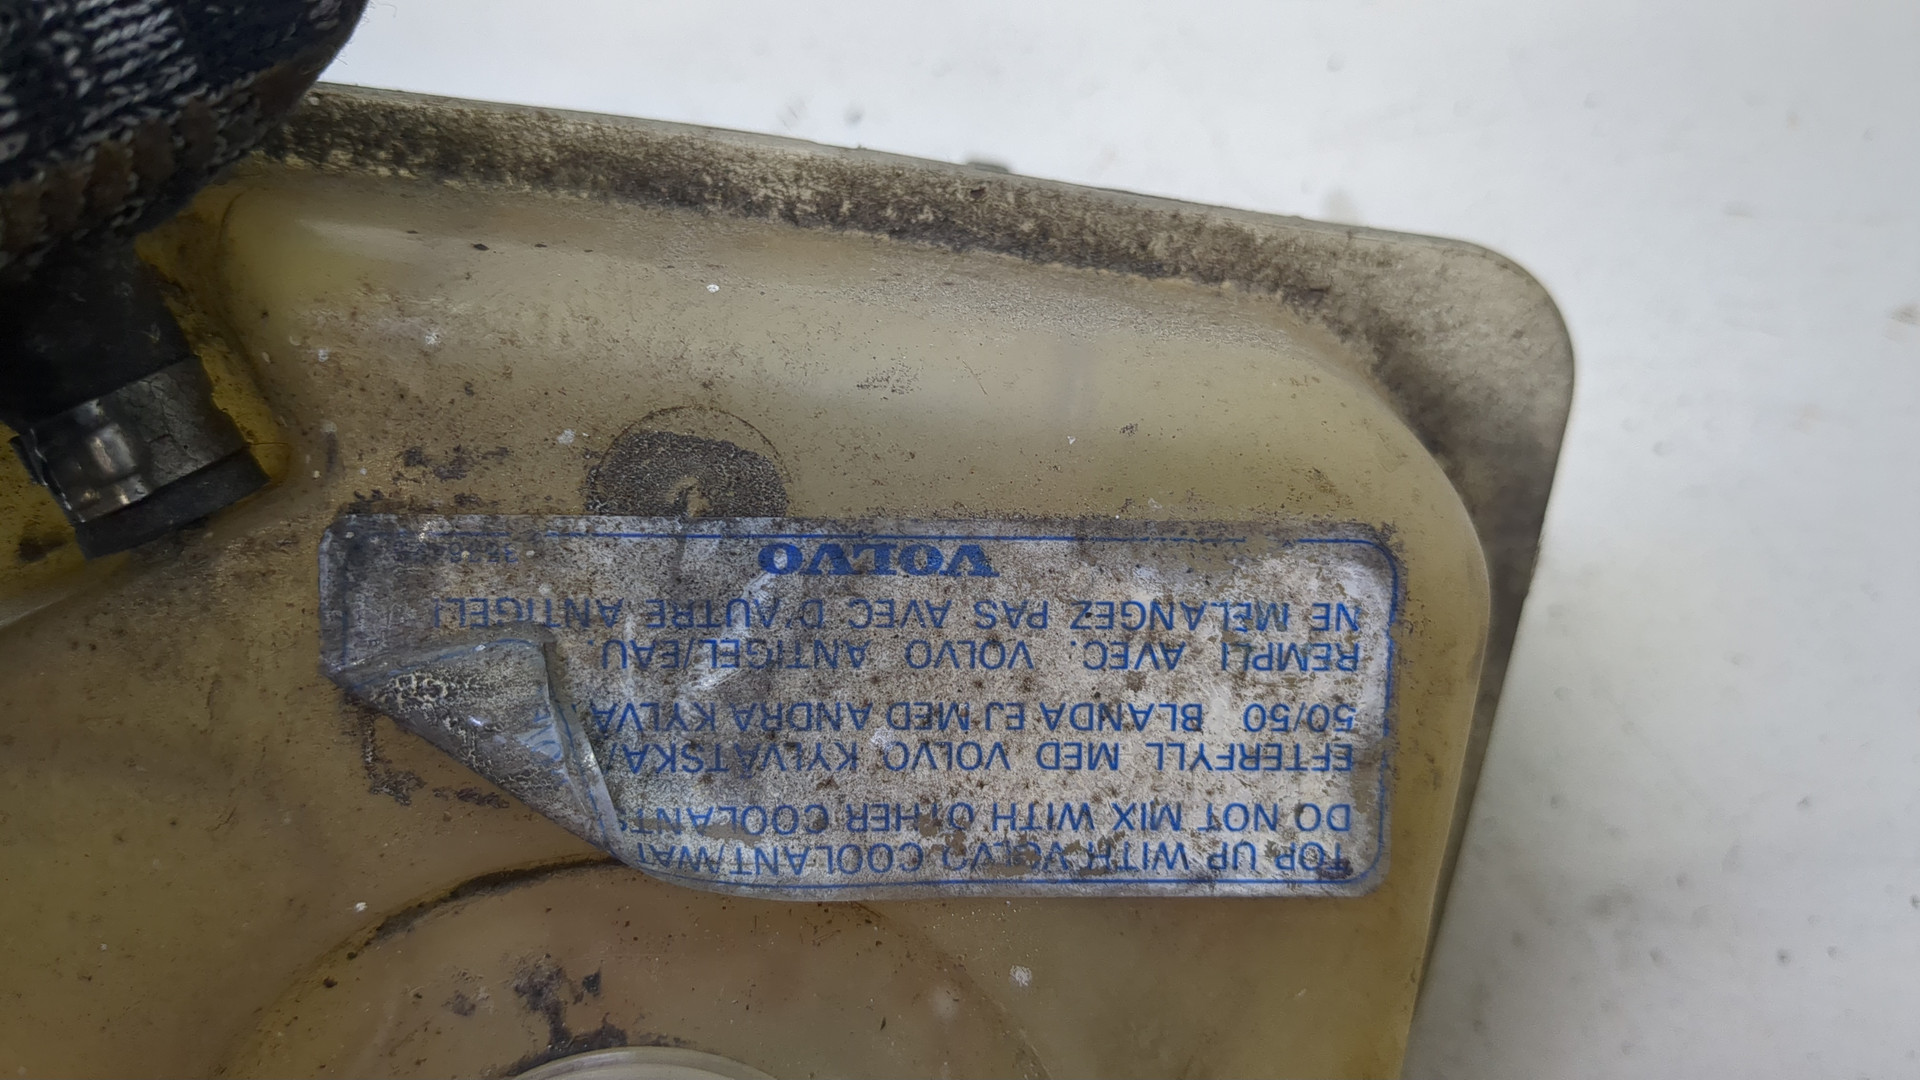 TOP UP WITH VOLVO COOLANT/WAT
DO NOT MIX WITH OTHER COOLANT
EFTERFYLL MED VOLVO KYLVÄTSKA/
50/50 BLANDA EJ MED ANDRA KYLVÄ
REMPLI AVEC. VOLVO ANTIGEL/EAU.
NE MÉLANGEZ PAS AVEC D'AUTRE ANTIGEL!
VOLVO